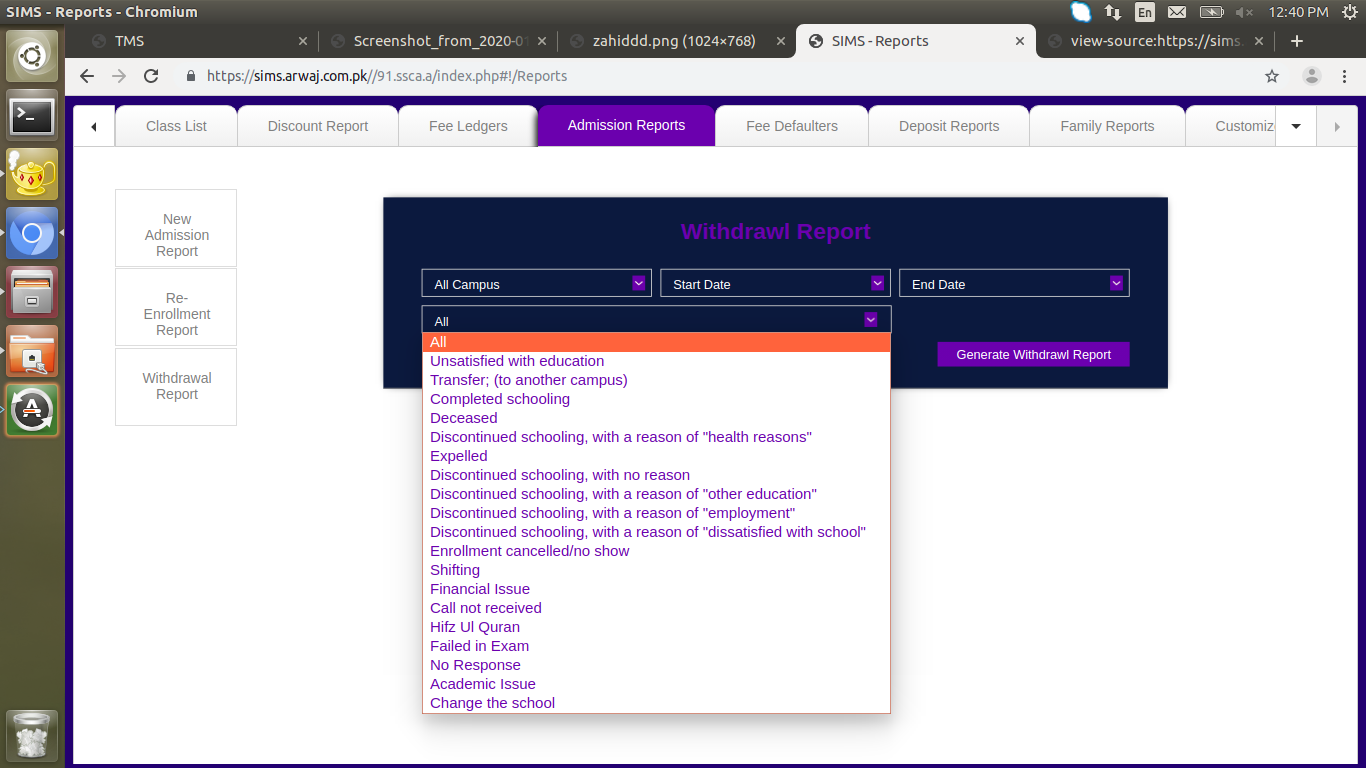 SIMS - Reports - Chromium
En
12:40 PM
TMS
Screenshot_from_2020-01
zahiddd.png (1024×768)
SIMS - Reports
view-source:https://sims.
https://sims.arwaj.com.pk//91.ssca.a/index.php#!/Reports
Class List
Discount Report
Fee Ledgers
Admission Reports
Fee Defaulters
Deposit Reports
Family Reports
Customiz
New
Admission
Report
Re-
Enrollment
Report
Withdrawal
Report
Withdrawl Report
All Campus
Start Date
End Date
All
Generate Withdrawl Report
All
Unsatisfied with education
Transfer; (to another campus)
Completed schooling
Deceased
Discontinued schooling, with a reason of "health reasons"
Expelled
Discontinued schooling, with no reason
Discontinued schooling, with a reason of "other education"
Discontinued schooling, with a reason of "employment"
Discontinued schooling, with a reason of "dissatisfied with school"
Enrollment cancelled/no show
Shifting
Financial Issue
Call not received
Hifz Ul Quran
Failed in Exam
No Response
Academic Issue
Change the school